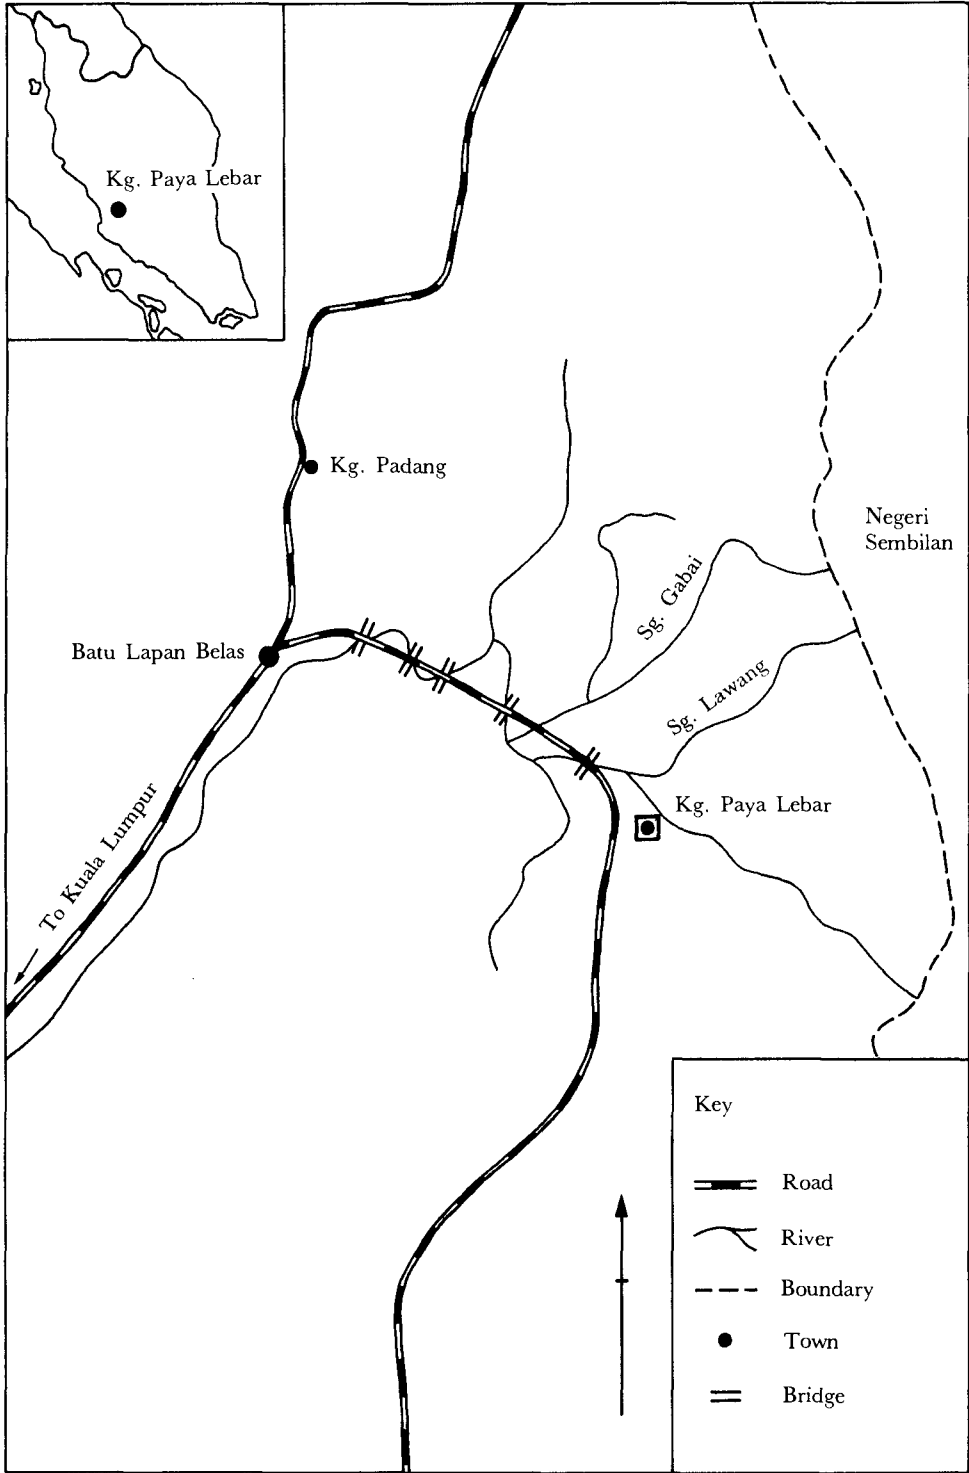 Kg. Paya Lebar
Kg. Padang
Negeri
Sembilan
Sg. Gabai
Batu Lapan Belas
Sg. Lawang
Kg. Paya Lebar
To Kuala Lumpur
Key
Road
River
Boundary
Town
Bridge